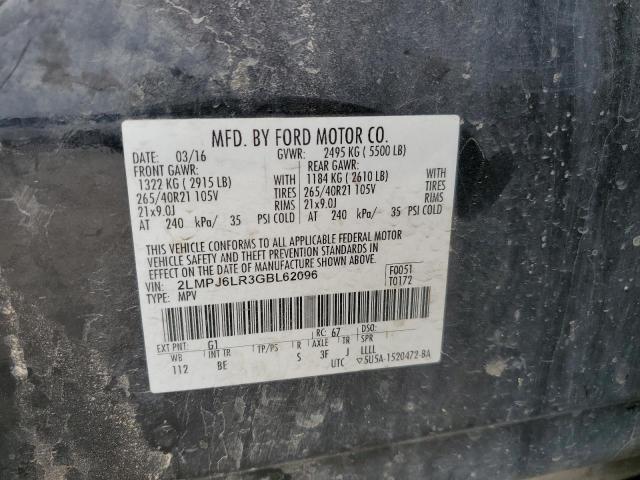 MFD. BY FORD MOTOR CO.
DATE: 03/16 GVWR: 2495 KG ( 5500 LB)
FRONT GAWR: REAR GAWR:
1322 KG ( 2915 LB) WITH 1184 KG ( 2610 LB) WITH
265/40R21 105V TIRES 265/40R21 105V TIRES
21x9.0J RIMS 21x9.0J RIMS
AT 240 kPa/ 35 PSI COLD AT 240 kPa/ 35 PSI COLD
THIS VEHICLE CONFORMS TO ALL APPLICABLE FEDERAL MOTOR
VEHICLE SAFETY AND THEFT PREVENTION STANDARDS IN
EFFECT ON THE DATE OF MANUFACTURE SHOWN ABOVE.
VIN: 2LMPJ6LR3GBL62096 F0051
TYPE: MPV T0172
EXT PNT: G1 RC: 67 DSO:
WB INT TR TP/PS R AXLE TR SPR
112 BE S 3F J LLLL
UTC ▽5U5A-1520472-BA